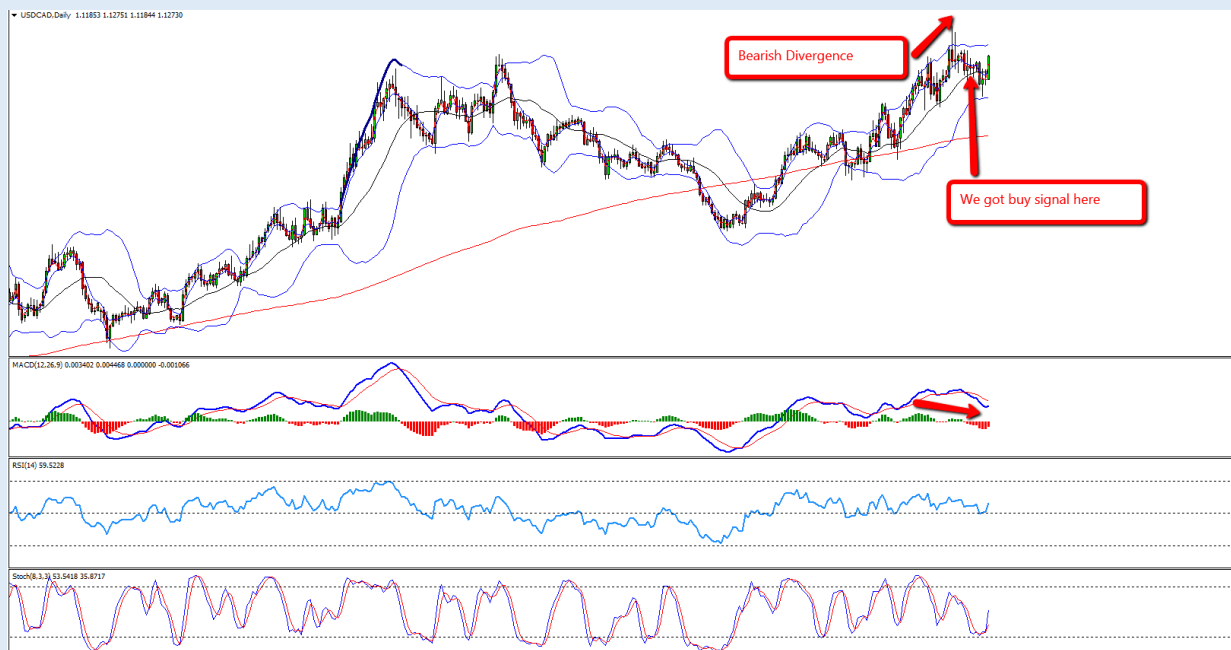 USDCAD,Daily 1.11853 1.12751 1.11844 1.12730
Bearish Divergence
We got buy signal here
MACD(12,26,9) 0.003402 0.004468 0.000000 -0.001066
RSI(14) 59.5228
Stoch(8,3,3) 53.5418 35.8717